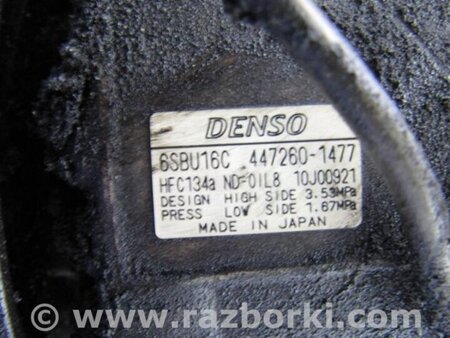 DENSO
6SBU16C 447260-1477
HFC134a ND-OIL8 10J00921
DESIGN HIGH SIDE 3.53MPa
PRESS LOW SIDE 1.67MPa
MADE IN JAPAN
© www.razborki.com